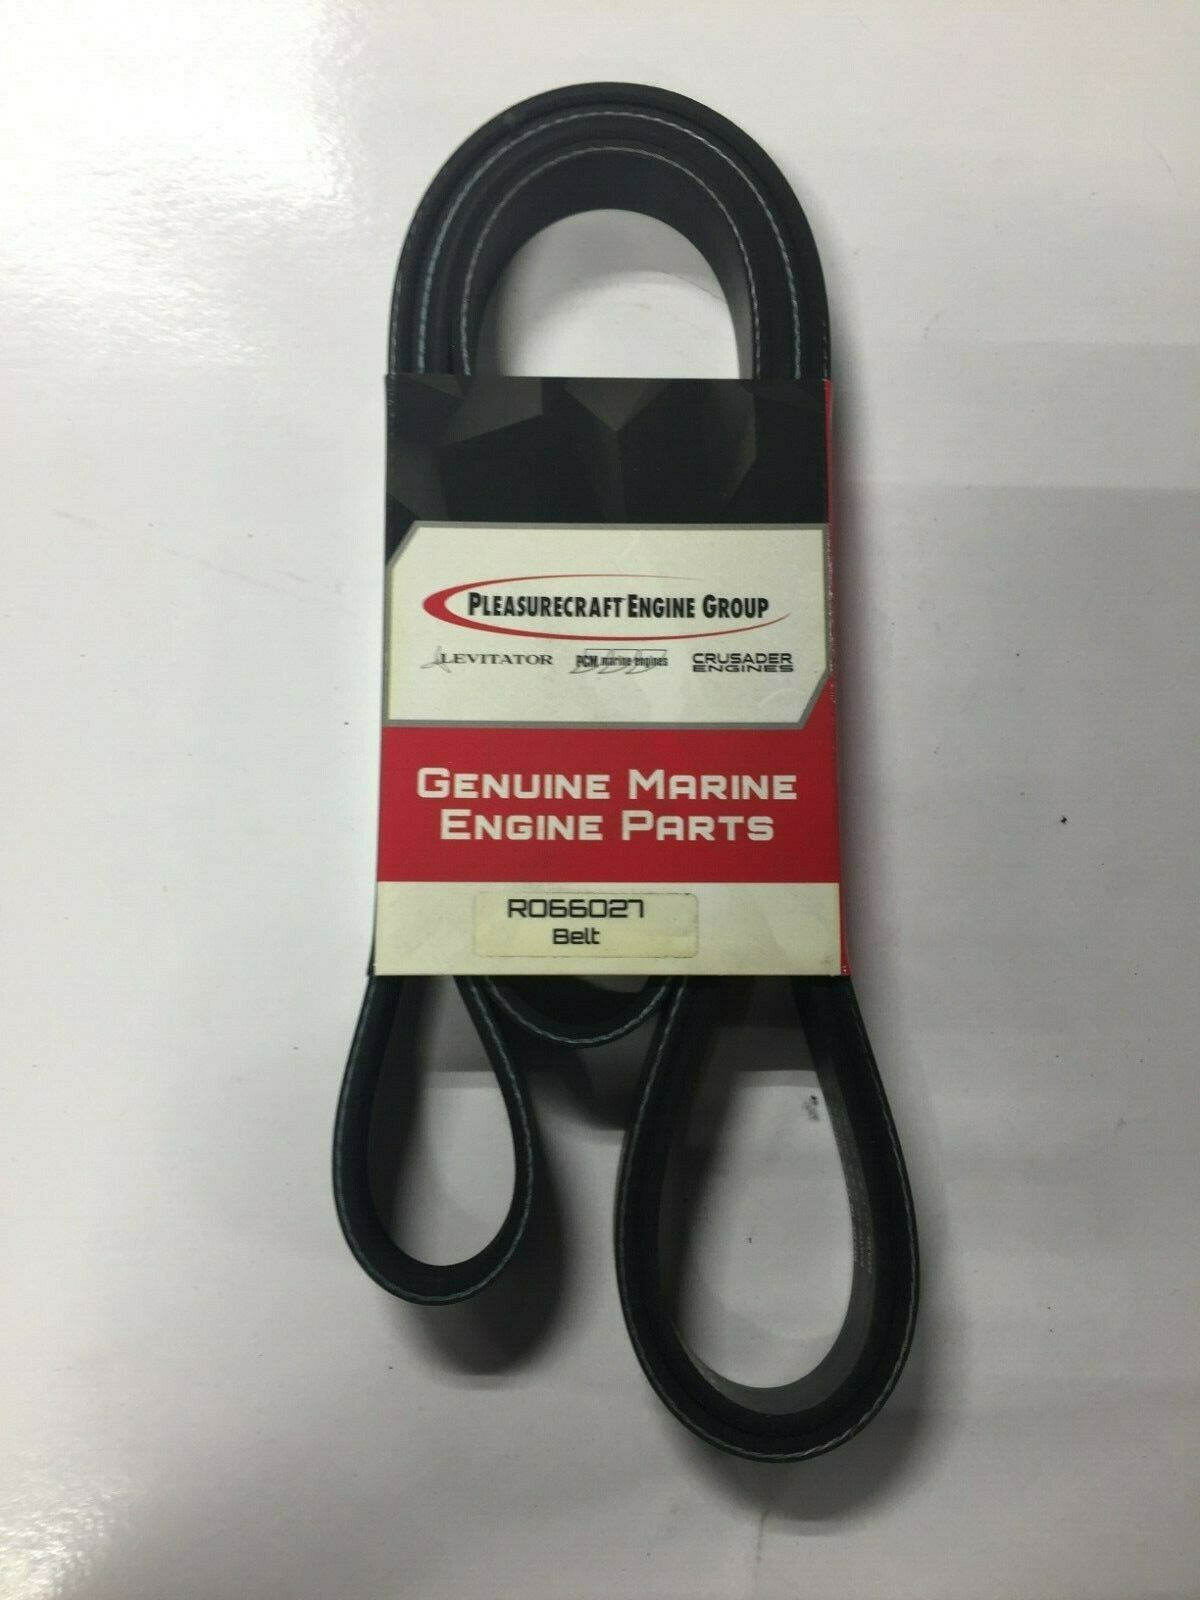 PLEASURECRAFT ENGINE GROUP
LEVITATOR
PCM marine engines
CRUSADER
ENGINES
GENUINE MARINE
ENGINE PARTS
R066027
Belt